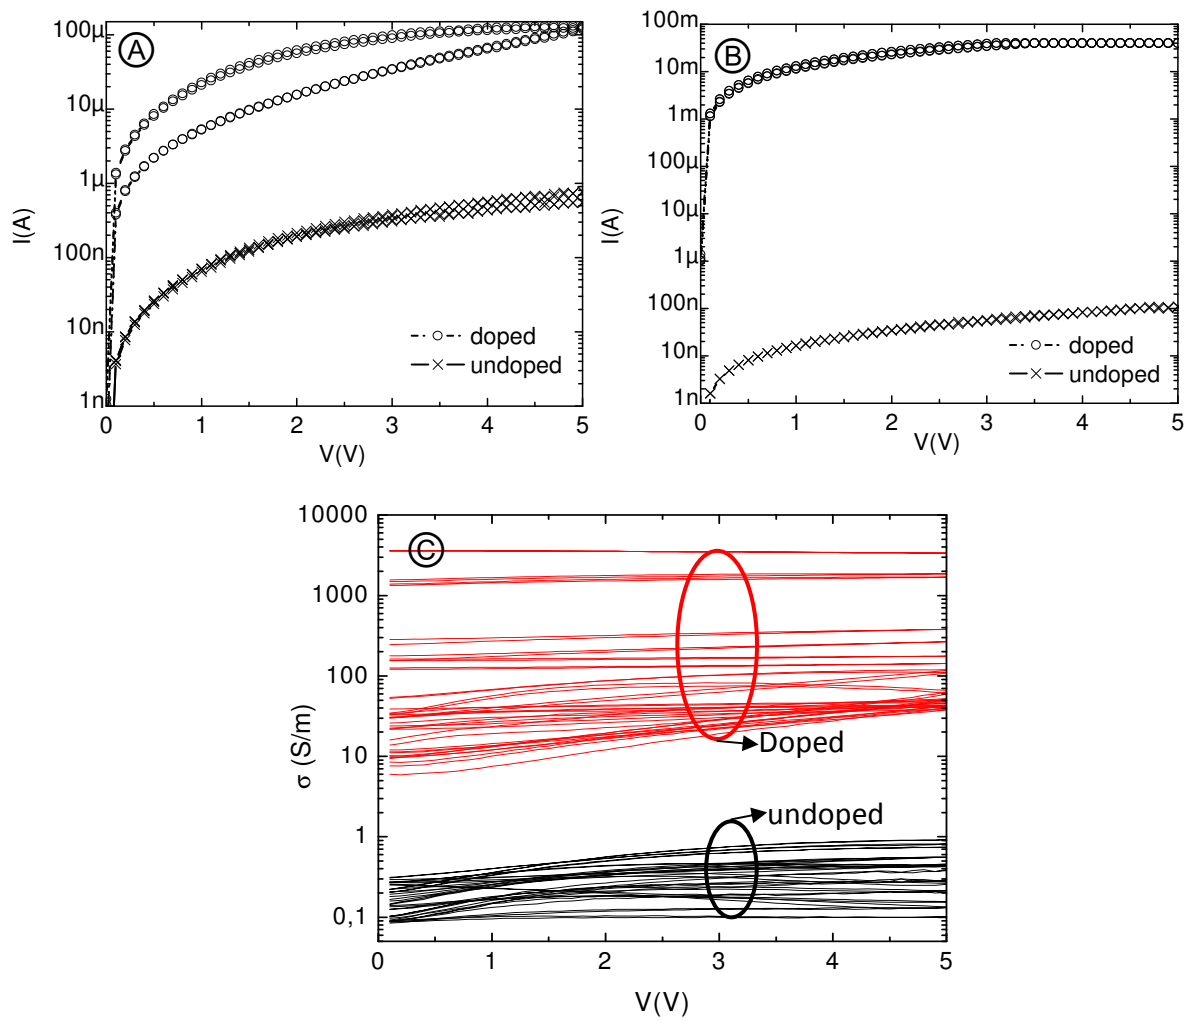 A
100µ
10µ
1µ
100n
10n
1n
I(A)
doped
undoped
0 1 2 3 4 5
V(V)
B
100m
10m
1m
100µ
10µ
1µ
100n
10n
1n
I(A)
doped
undoped
0 1 2 3 4 5
V(V)
C
10000
1000
100
10
1
0,1
σ (S/m)
Doped
undoped
0 1 2 3 4 5
V(V)